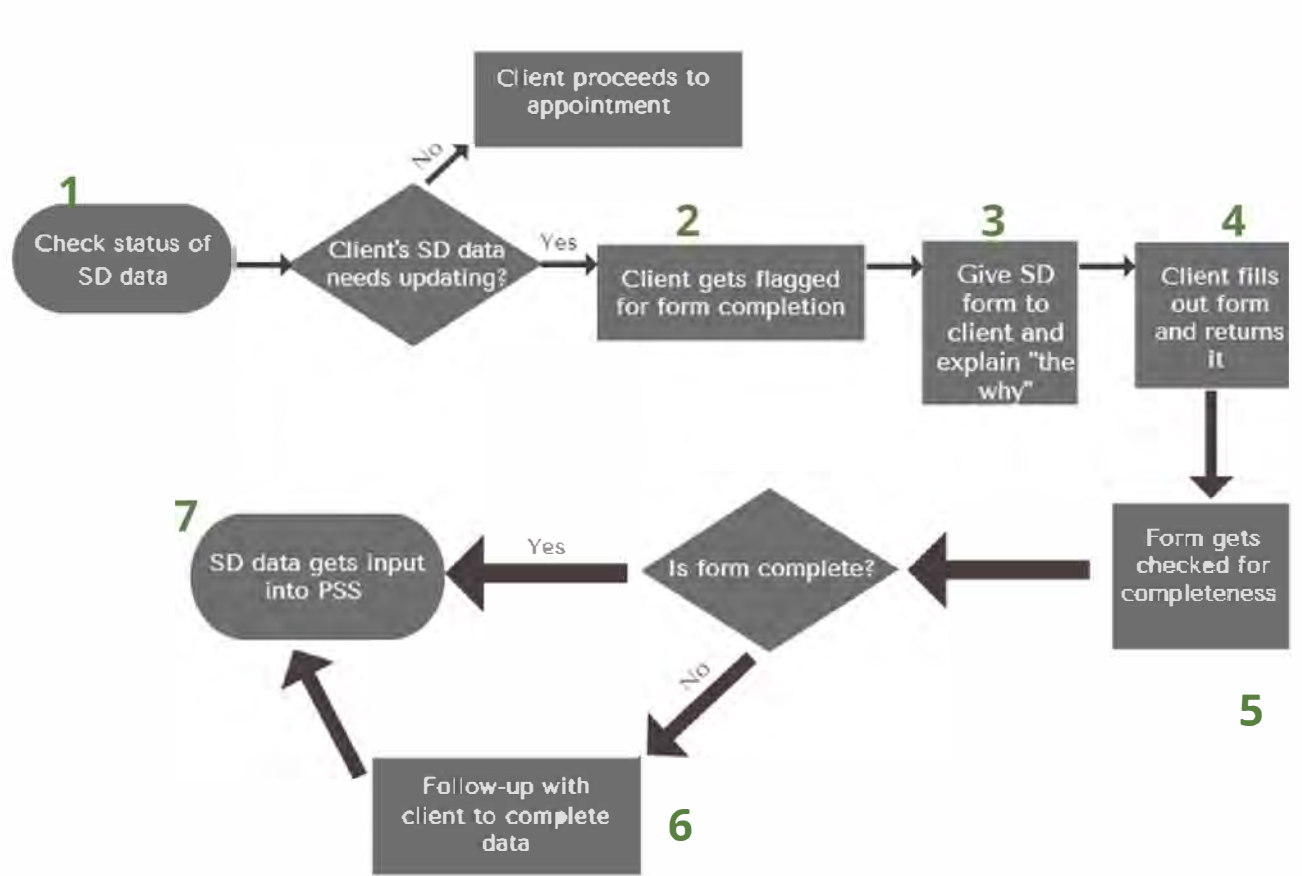 Client proceeds to
appointment
No
1
Check status of
SD data
Client's SD data
needs updating?
Yes
2
Client gets flagged
for form completion
3
Give SD
form to
client and
explain "the
why"
4
Client fills
out form
and returns
it
Form gets
checked for
completeness
5
Is form complete?
Yes
7
SD data gets input
into PSS
No
Follow-up with
client to complete
data
6